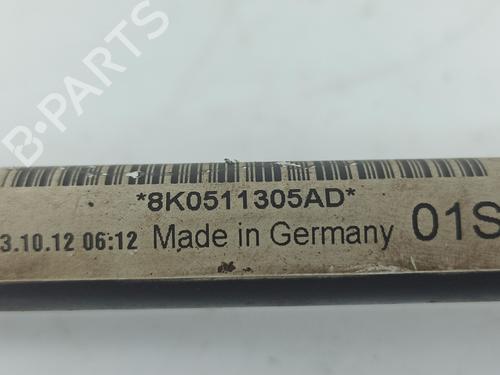 *8K0511305AD*
3.10.12 06:12 Made in Germany 01S
B-PARTS